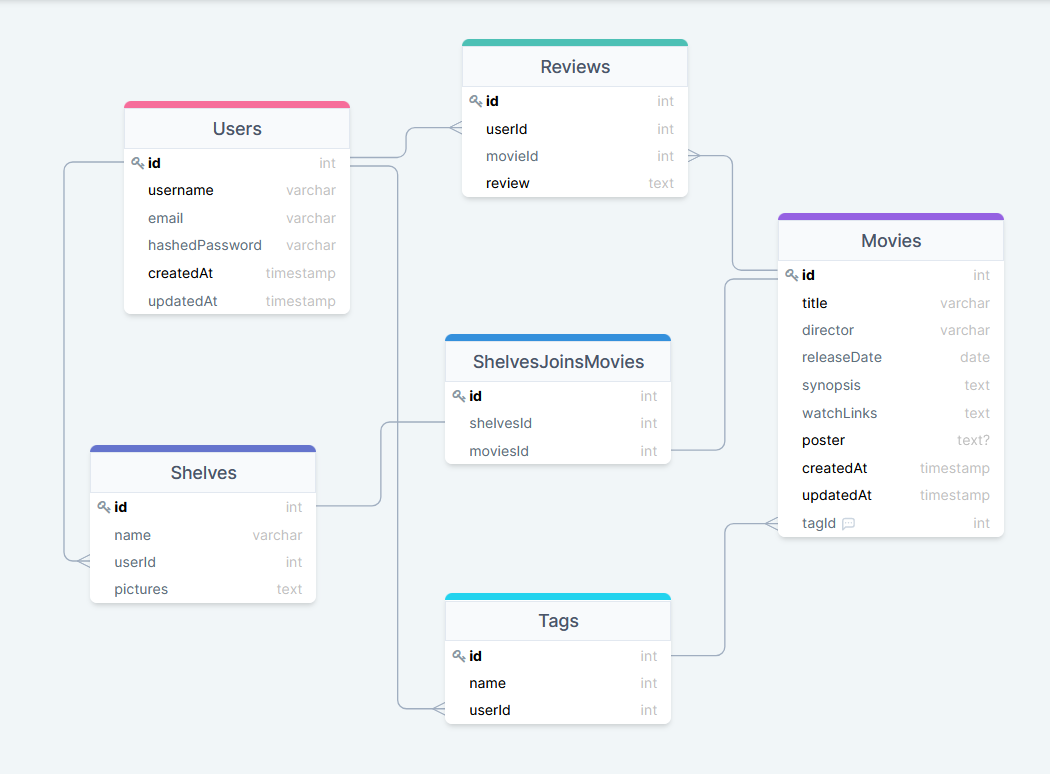 Reviews
id int
userId int
movieId int
review text
Users
id int
username varchar
email varchar
hashedPassword varchar
createdAt timestamp
updatedAt timestamp
Movies
id int
title varchar
director varchar
releaseDate date
synopsis text
watchLinks text
poster text?
createdAt timestamp
updatedAt timestamp
tagId int
ShelvesJoinsMovies
id int
shelvesId int
moviesId int
Shelves
id int
name varchar
userId int
pictures text
Tags
id int
name int
userId int